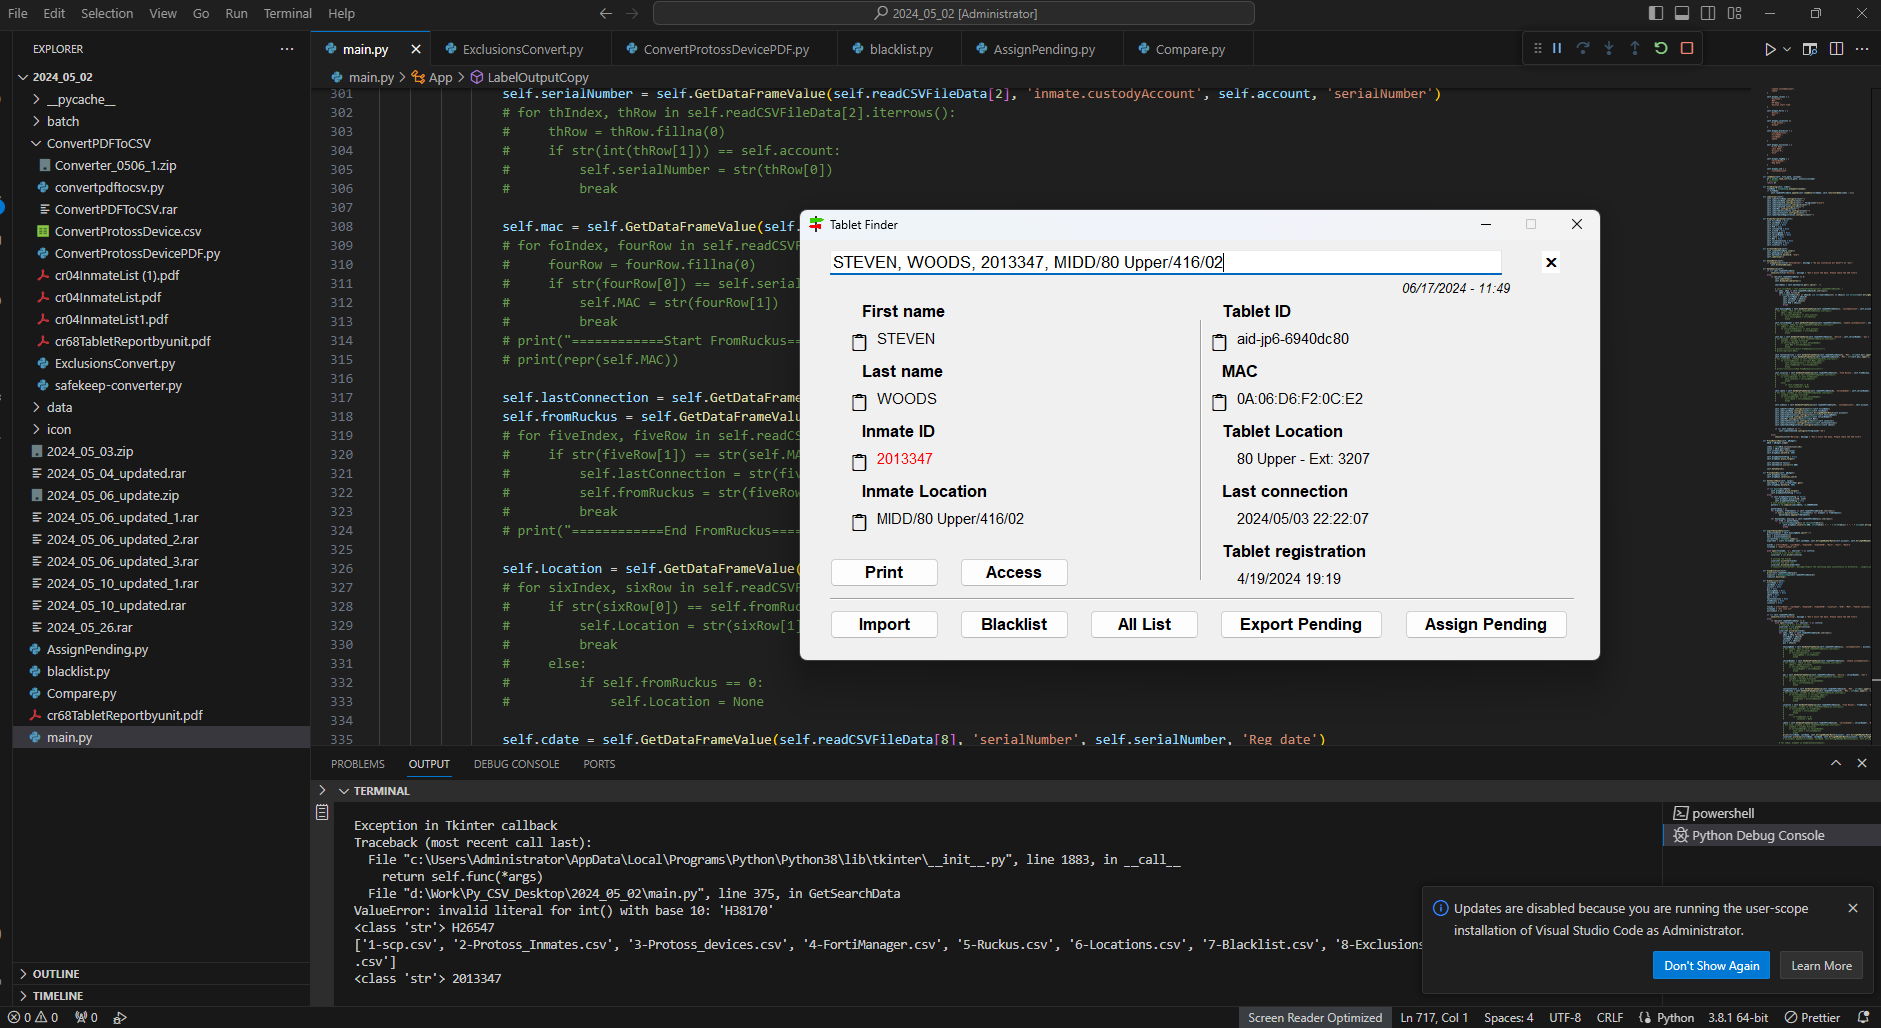 File Edit Selection View Go Run Terminal Help
2024_05_02 [Administrator]
EXPLORER
2024_05_02
__pycache__
batch
ConvertPDFToCSV
Converter_0506_1.zip
convertpdftocsv.py
ConvertPDFToCSV.rar
ConvertProtossDevice.csv
ConvertProtossDevicePDF.py
cr04InmateList (1).pdf
cr04InmateList.pdf
cr04InmateList1.pdf
cr68TabletReportbyunit.pdf
ExclusionsConvert.py
safekeep-converter.py
data
icon
2024_05_03.zip
2024_05_04_updated.rar
2024_05_06_update.zip
2024_05_06_updated_1.rar
2024_05_06_updated_2.rar
2024_05_06_updated_3.rar
2024_05_10_updated_1.rar
2024_05_10_updated.rar
2024_05_26.rar
AssignPending.py
blacklist.py
Compare.py
cr68TabletReportbyunit.pdf
main.py
OUTLINE
TIMELINE
main.py ExclusionsConvert.py ConvertProtossDevicePDF.py blacklist.py AssignPending.py Compare.py
main.py > App > LabelOutputCopy
301 self.serialNumber = self.GetDataFrameValue(self.readCSVFileData[2], 'inmate.custodyAccount', self.account, 'serialNumber')
302 # for thIndex, thRow in self.readCSVFileData[2].iterrows():
303 #     thRow = thRow.fillna(0)
304 #     if str(int(thRow[1])) == self.account:
305 #         self.serialNumber = str(thRow[0])
306 #         break
307
308 self.mac = self.GetDataFrameValue(self.
309 # for foIndex, fourRow in self.readCSVF
310 #     fourRow = fourRow.fillna(0)
311 #     if str(fourRow[0]) == self.serial
312 #         self.MAC = str(fourRow[1])
313 #         break
314 # print("============Start FromRuckus==
315 # print(repr(self.MAC))
316
317 self.lastConnection = self.GetDataFrame
318 self.fromRuckus = self.GetDataFrameValu
319 # for fiveIndex, fiveRow in self.readCS
320 #     if str(fiveRow[1]) == str(self.MA
321 #         self.lastConnection = str(fiv
322 #         self.fromRuckus = str(fiveRow
323 #         break
324 # print("============End FromRuckus====
325
326 self.Location = self.GetDataFrameValue(
327 # for sixIndex, sixRow in self.readCSVF
328 #     if str(sixRow[0]) == self.fromRuc
329 #         self.Location = str(sixRow[1]
330 #         break
331 #     else:
332 #         if self.fromRuckus == 0:
333 #             self.Location = None
334
335 self.cdate = self.GetDataFrameValue(self.readCSVFileData[8], 'serialNumber', self.serialNumber, 'Reg date')
Tablet Finder
STEVEN, WOODS, 2013347, MIDD/80 Upper/416/02
06/17/2024 - 11:49
First name
STEVEN
Last name
WOODS
Inmate ID
2013347
Inmate Location
MIDD/80 Upper/416/02
Tablet ID
aid-jp6-6940dc80
MAC
0A:06:D6:F2:0C:E2
Tablet Location
80 Upper - Ext: 3207
Last connection
2024/05/03 22:22:07
Tablet registration
4/19/2024 19:19
Print Access
Import Blacklist All List Export Pending Assign Pending
PROBLEMS OUTPUT DEBUG CONSOLE PORTS
TERMINAL
Exception in Tkinter callback
Traceback (most recent call last):
  File "c:\Users\Administrator\AppData\Local\Programs\Python\Python38\lib\tkinter\__init__.py", line 1883, in __call__
    return self.func(*args)
  File "d:\Work\Py_CSV_Desktop\2024_05_02\main.py", line 375, in GetSearchData
ValueError: invalid literal for int() with base 10: 'H38170'
<class 'str'> H26547
['1-scp.csv', '2-Protoss_Inmates.csv', '3-Protoss_devices.csv', '4-FortiManager.csv', '5-Ruckus.csv', '6-Locations.csv', '7-Blacklist.csv', '8-Exclusions
.csv']
<class 'str'> 2013347
powershell
Python Debug Console
Updates are disabled because you are running the user-scope
installation of Visual Studio Code as Administrator.
Don't Show Again Learn More
0 0 0
Screen Reader Optimized Ln 717, Col 1 Spaces: 4 UTF-8 CRLF Python 3.8.1 64-bit Prettier